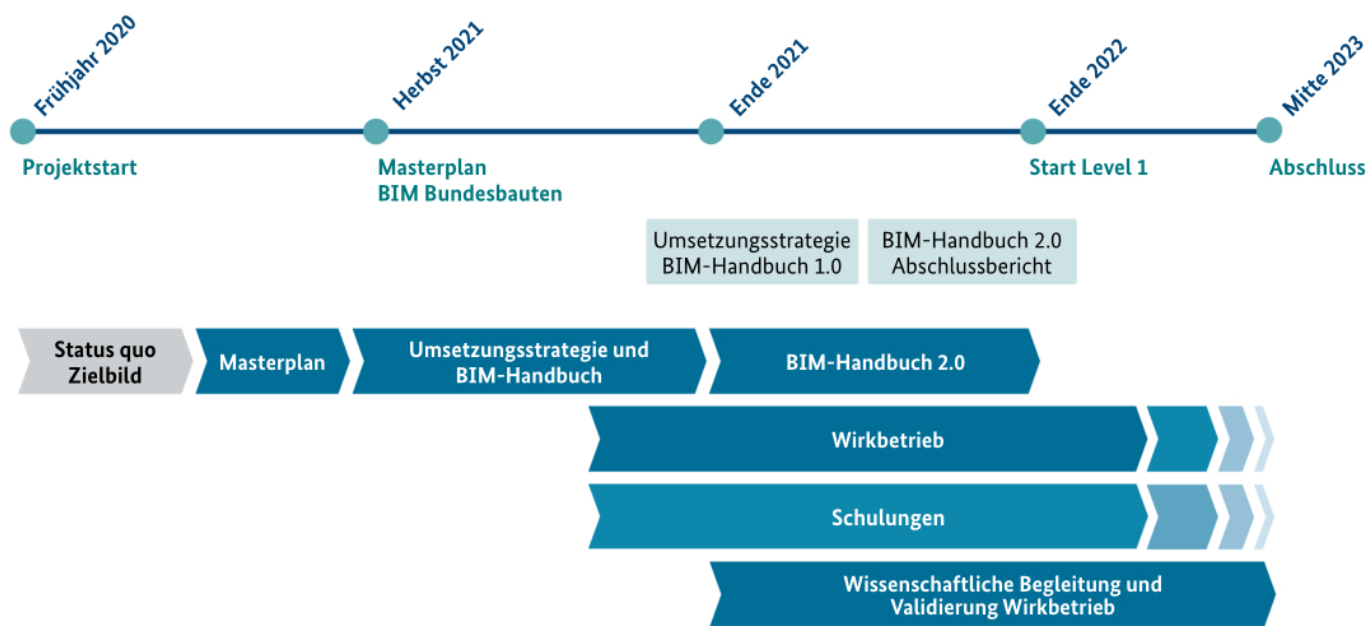 Frühjahr 2020
Herbst 2021
Ende 2021
Ende 2022
Mitte 2023
Projektstart
Masterplan
BIM Bundesbauten
Start Level 1
Abschluss
Umsetzungsstrategie
BIM-Handbuch 1.0
BIM-Handbuch 2.0
Abschlussbericht
Status quo
Zielbild
Masterplan
Umsetzungsstrategie und
BIM-Handbuch
BIM-Handbuch 2.0
Wirkbetrieb
Schulungen
Wissenschaftliche Begleitung und
Validierung Wirkbetrieb